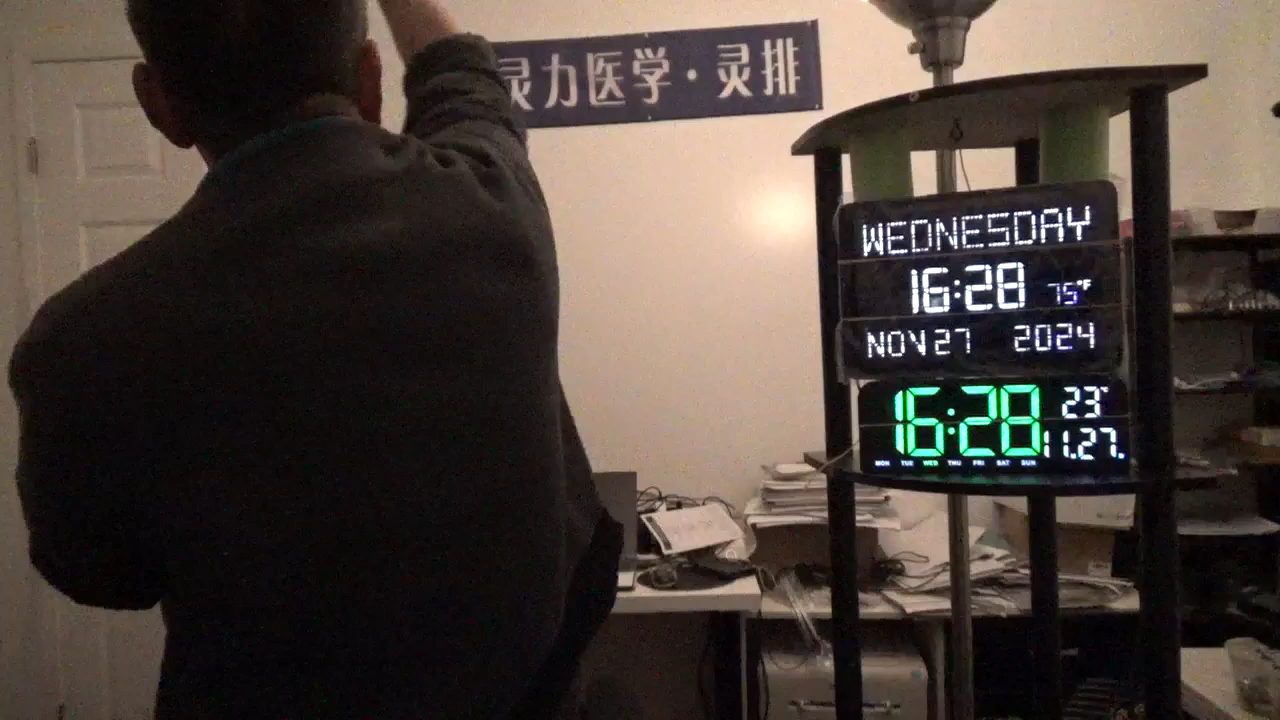 灵力医学·灵排
WEDNESDAY
16:28 75°F
NOV 27 2024
16:28 23°
11.27.
MON TUE WED THU FRI SAT SUN